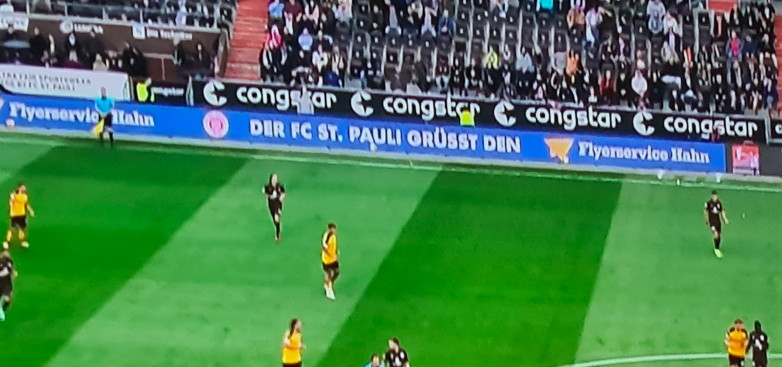 congstar congstar congstar congstar
Flyerservice Hahn DER FC ST. PAULI GRÜSST DEN Flyerservice Hahn